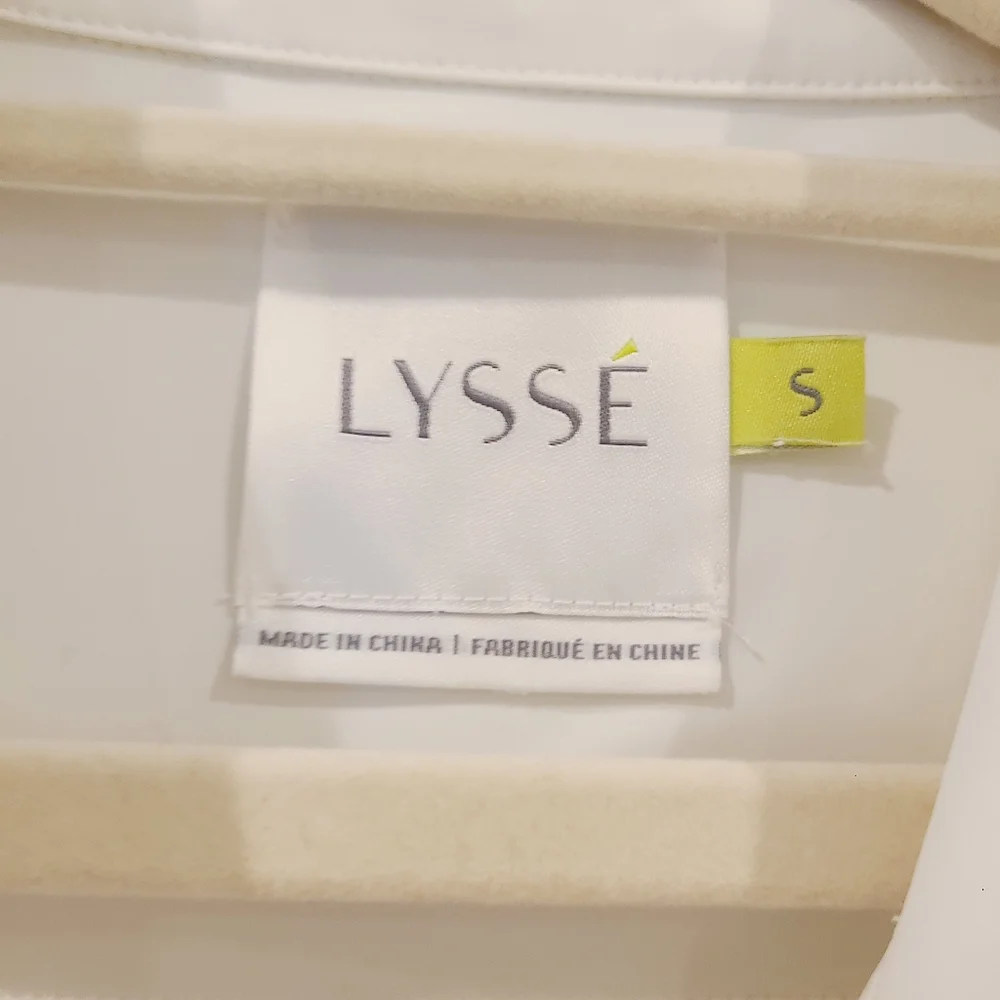 LYSSÉ
S
MADE IN CHINA | FABRIQUÉ EN CHINE